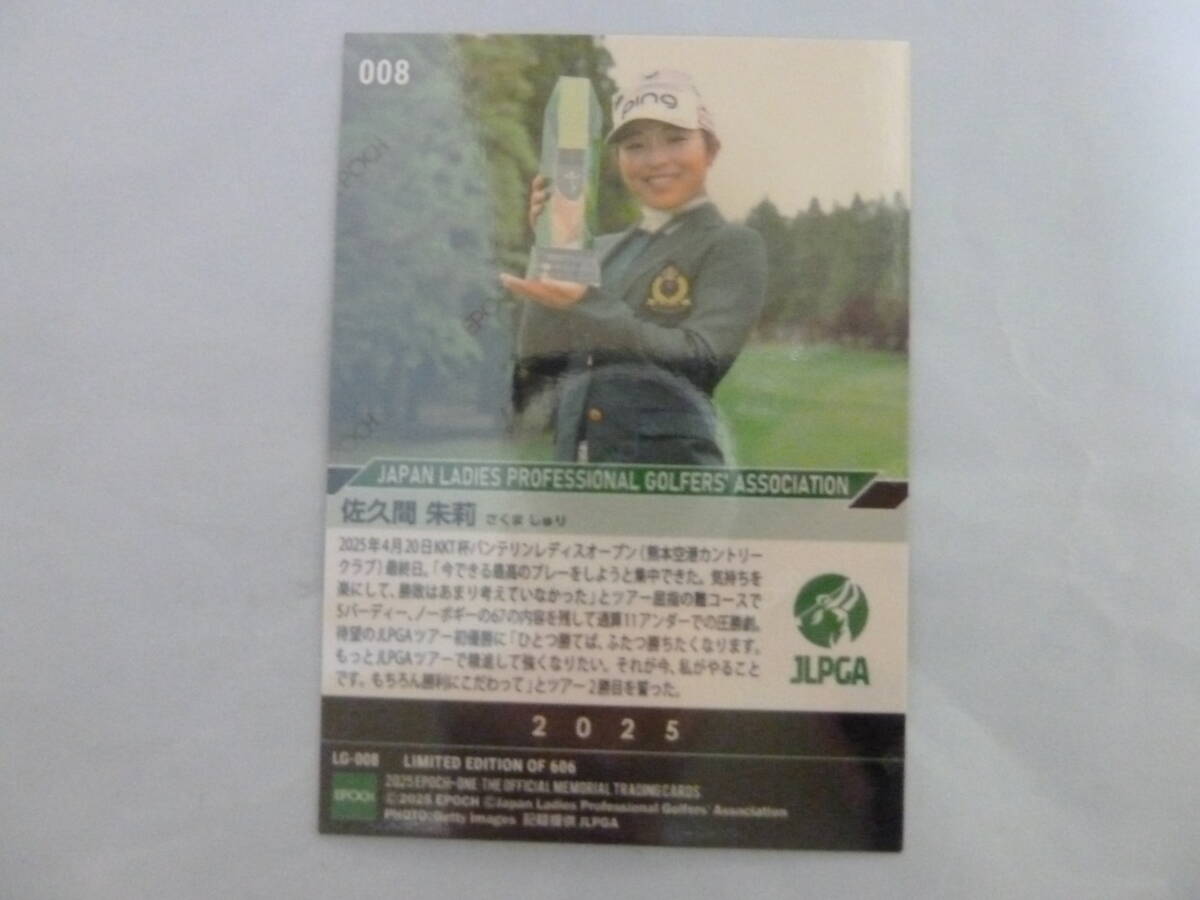 008
ping
EPOCH
JAPAN LADIES PROFESSIONAL GOLFERS' ASSOCIATION
佐久間 朱莉 さくま しゅり
2025年4月20日KKT杯バンテリンレディスオープン(熊本空港カントリー
クラブ)最終日。「今できる最高のプレーをしようと集中できた。気持ちを
楽にして、勝敗はあまり考えていなかった」とツアー屈指の難コースで
5バーディー、ノーボギーの67の内容を残して通算11アンダーでの圧勝劇。
待望のJLPGAツアー初優勝に「ひとつ勝てば、ふたつ勝ちたくなります。
もっとJLPGAツアーで精進して強くなりたい。それが今、私がやること
です。もちろん勝利にこだわって」とツアー2勝目を誓った。
JLPGA
2025
LG-008 LIMITED EDITION OF 606
EPOCH
2025 EPOCH-ONE THE OFFICIAL MEMORIAL TRADING CARDS
©2025 EPOCH ©Japan Ladies Professional Golfers' Association
PHOTO: Getty Images 記録提供 JLPGA